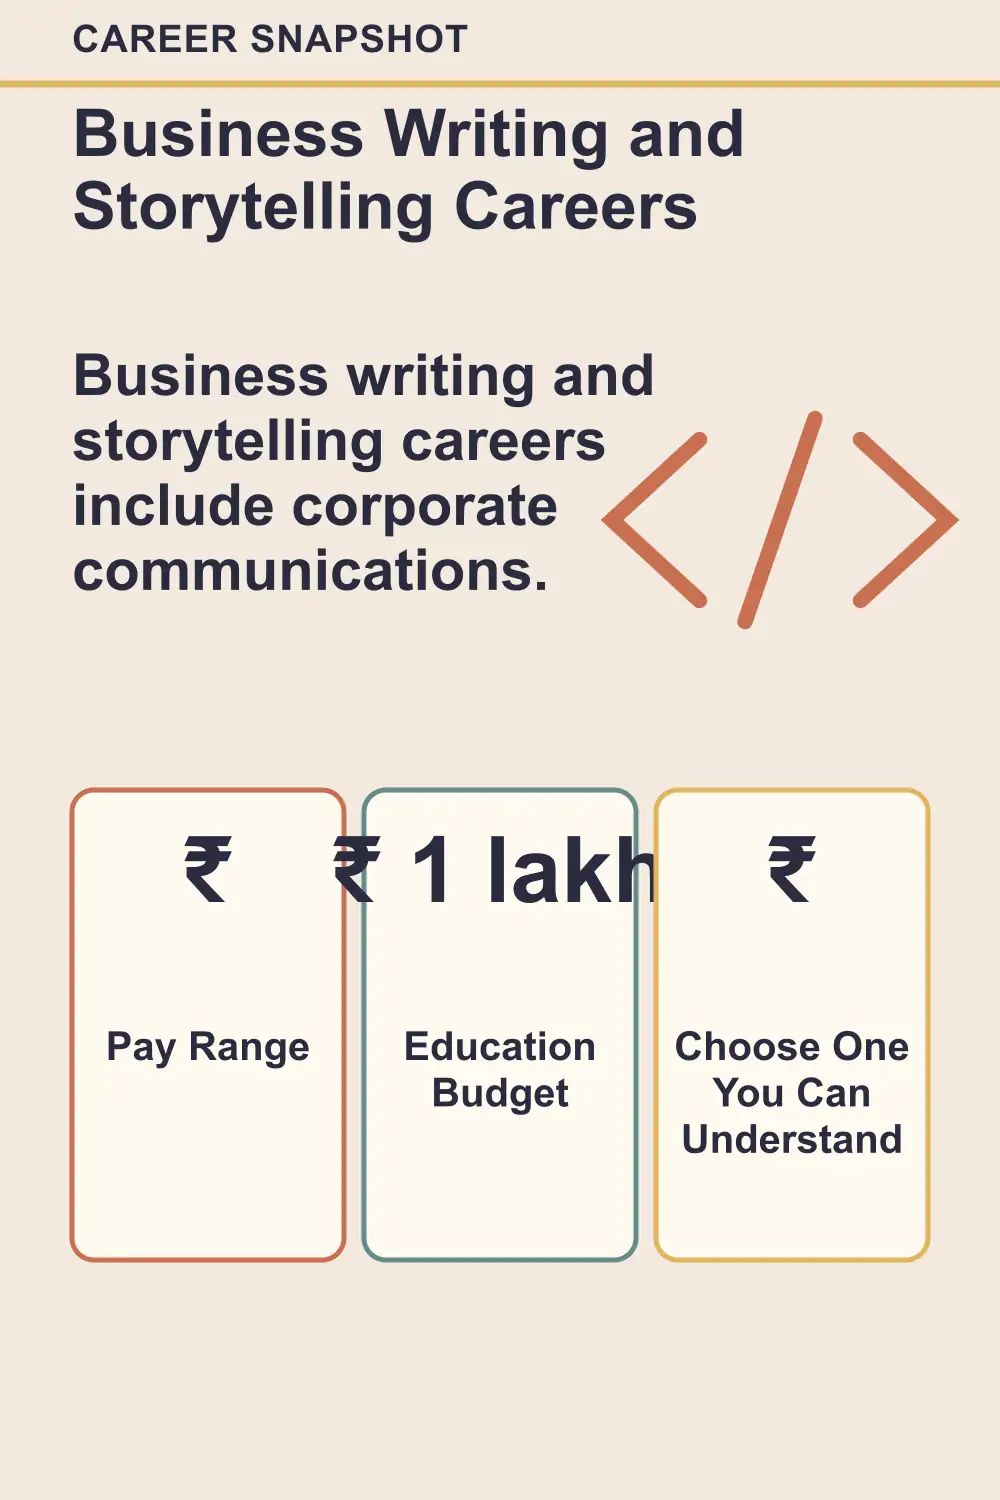 CAREER SNAPSHOT
Business Writing and
Storytelling Careers
Business writing and
storytelling careers
include corporate
communications.
</>
₹
₹ 1 lakh
₹
Pay Range
Education
Budget
Choose One
You Can
Understand